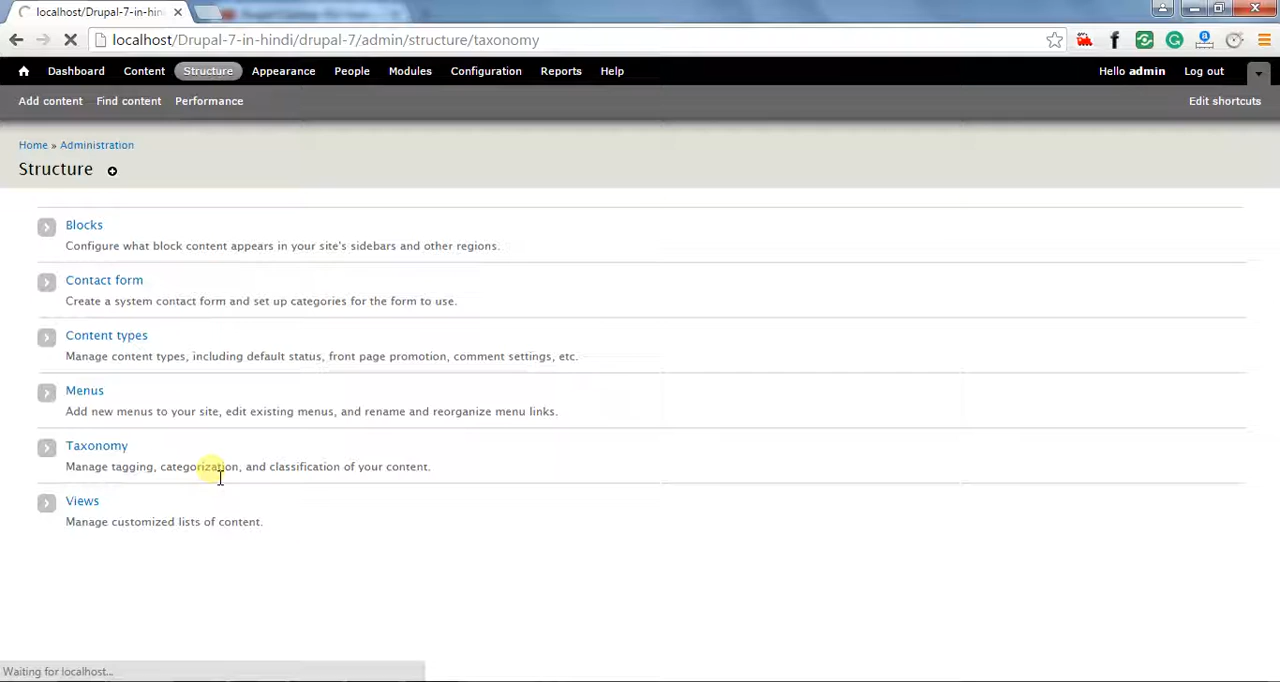 localhost/Drupal-7-in-hin
localhost/Drupal-7-in-hindi/drupal-7/admin/structure/taxonomy
Dashboard Content Structure Appearance People Modules Configuration Reports Help Hello admin Log out
Add content Find content Performance Edit shortcuts
Home » Administration
Structure
Blocks
Configure what block content appears in your site's sidebars and other regions.
Contact form
Create a system contact form and set up categories for the form to use.
Content types
Manage content types, including default status, front page promotion, comment settings, etc.
Menus
Add new menus to your site, edit existing menus, and rename and reorganize menu links.
Taxonomy
Manage tagging, categorization, and classification of your content.
Views
Manage customized lists of content.
Waiting for localhost...